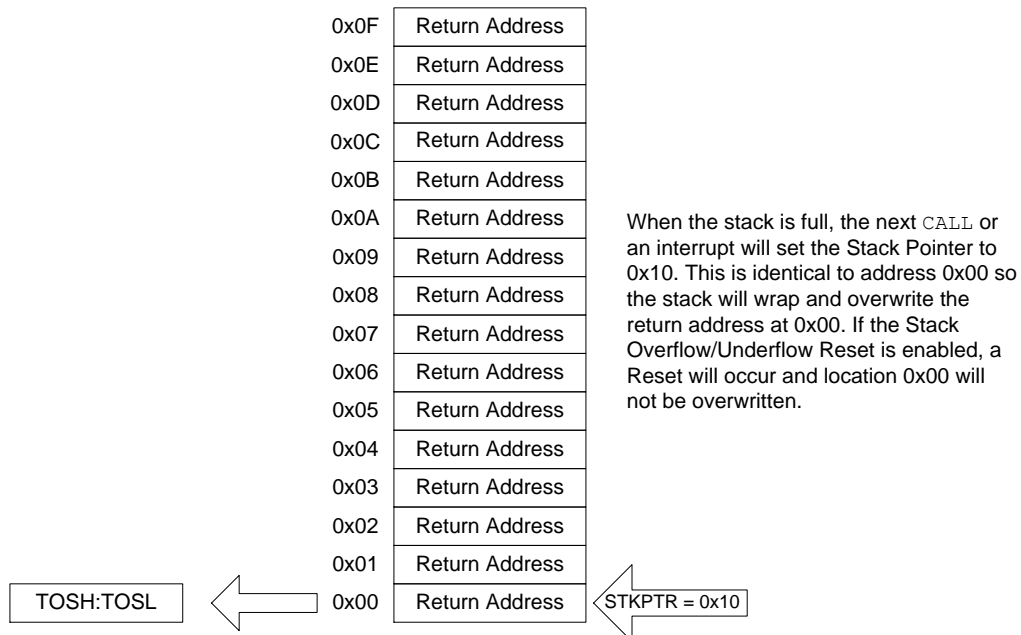 0x0F Return Address
0x0E Return Address
0x0D Return Address
0x0C Return Address
0x0B Return Address
0x0A Return Address
0x09 Return Address
0x08 Return Address
0x07 Return Address
0x06 Return Address
0x05 Return Address
0x04 Return Address
0x03 Return Address
0x02 Return Address
0x01 Return Address
TOSH:TOSL 0x00 Return Address STKPTR = 0x10
When the stack is full, the next CALL or
an interrupt will set the Stack Pointer to
0x10. This is identical to address 0x00 so
the stack will wrap and overwrite the
return address at 0x00. If the Stack
Overflow/Underflow Reset is enabled, a
Reset will occur and location 0x00 will
not be overwritten.